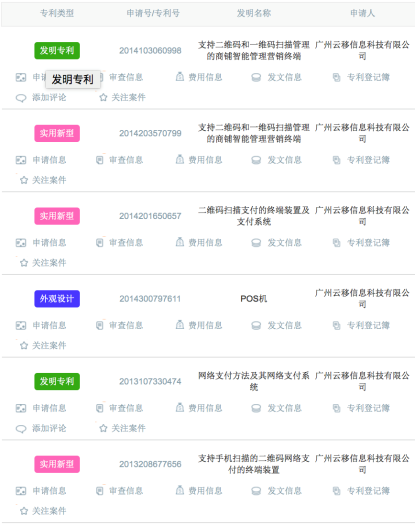 专利类型 申请号/专利号 发明名称 申请人
发明专利 2014103060998 支持二维码和一维码扫描管理的商铺智能管理营销终端 广州云移信息科技有限公司
申 审查信息 费用信息 发文信息 专利登记簿
发明专利
添加评论 关注案件
实用新型 2014203570799 支持二维码和一维码扫描管理的商铺智能管理营销终端 广州云移信息科技有限公司
申请信息 审查信息 费用信息 发文信息 专利登记簿
关注案件
实用新型 2014201650657 二维码扫描支付的终端装置及支付系统 广州云移信息科技有限公司
申请信息 审查信息 费用信息 发文信息 专利登记簿
关注案件
外观设计 2014300797611 POS机 广州云移信息科技有限公司
申请信息 审查信息 费用信息 发文信息 专利登记簿
关注案件
发明专利 2013107330474 网络支付方法及其网络支付系统 广州云移信息科技有限公司
申请信息 审查信息 费用信息 发文信息 专利登记簿
添加评论 关注案件
实用新型 2013208677656 支持手机扫描的二维码网络支付的终端装置 广州云移信息科技有限公司
申请信息 审查信息 费用信息 发文信息 专利登记簿
关注案件